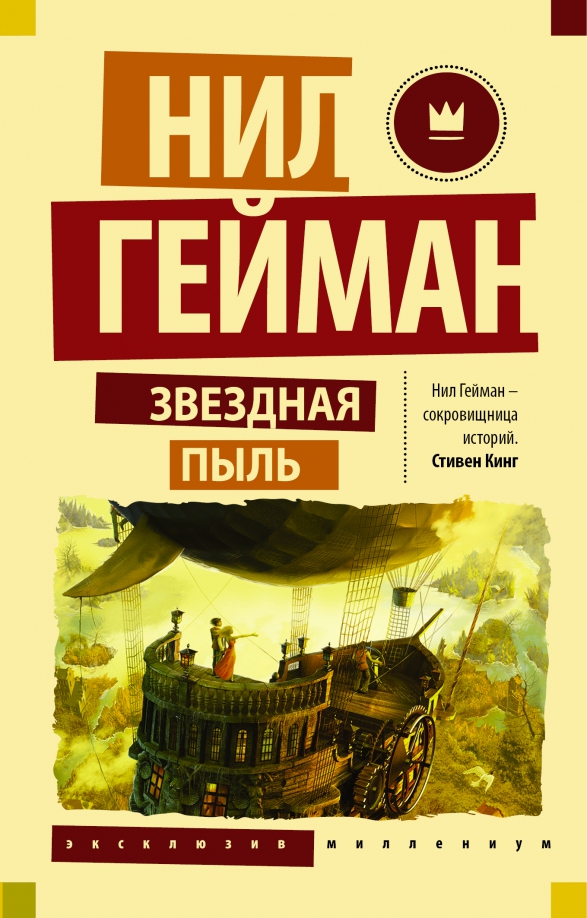 НИЛ
ГЕЙМАН
ЗВЕЗДНАЯ
ПЫЛЬ
Нил Гейман –
сокровищница
историй.
Стивен Кинг
эксклюзив миллениум